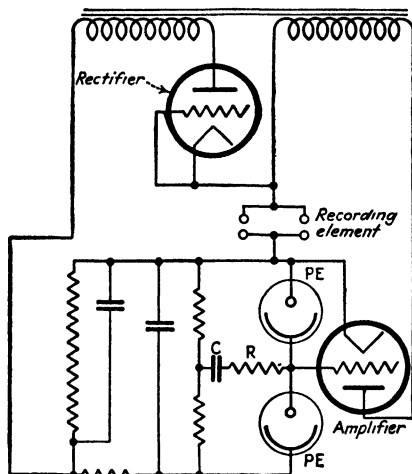 Rectifier
Recording
element
PE
C
R
Amplifier
PE